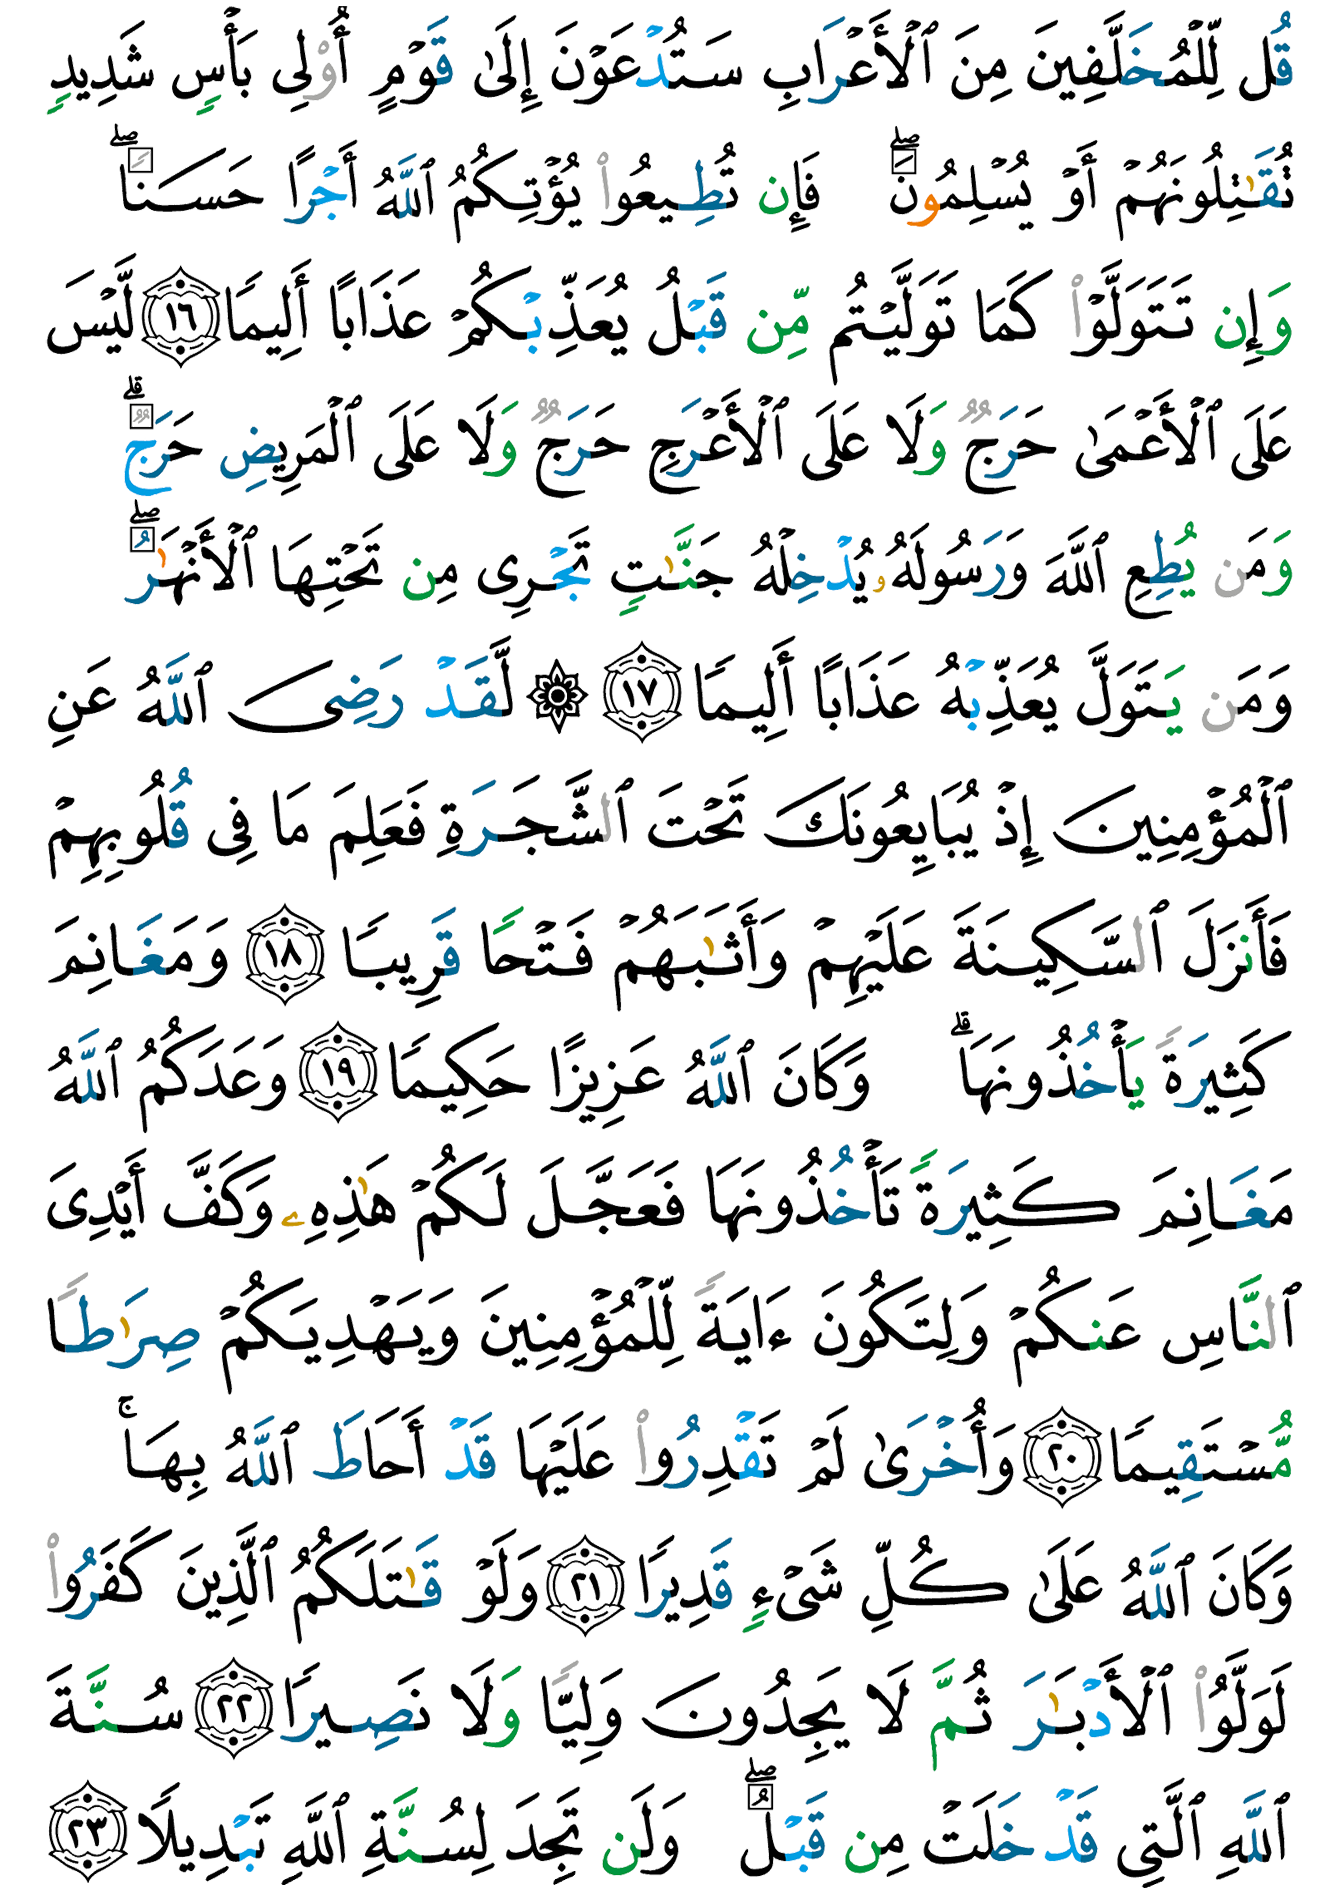 قُل لِّلْمُخَلَّفِينَ مِنَ ٱلْأَعْرَابِ سَتُدْعَوْنَ إِلَىٰ قَوْمٍ أُو۟لِى بَأْسٍ شَدِيدٍ
تُقَـٰتِلُونَهُمْ أَوْ يُسْلِمُونَ ۖ فَإِن تُطِيعُوا۟ يُؤْتِكُمُ ٱللَّهُ أَجْرًا حَسَنًا ۖ
وَإِن تَتَوَلَّوْا۟ كَمَا تَوَلَّيْتُم مِّن قَبْلُ يُعَذِّبْكُمْ عَذَابًا أَلِيمًا ١٦ لَّيْسَ
عَلَى ٱلْأَعْمَىٰ حَرَجٌ وَلَا عَلَى ٱلْأَعْرَجِ حَرَجٌ وَلَا عَلَى ٱلْمَرِيضِ حَرَجٌ ۗ
وَمَن يُطِعِ ٱللَّهَ وَرَسُولَهُۥ يُدْخِلْهُ جَنَّـٰتٍ تَجْرِى مِن تَحْتِهَا ٱلْأَنْهَـٰرُ ۖ
وَمَن يَتَوَلَّ يُعَذِّبْهُ عَذَابًا أَلِيمًا ١٧ ۞ لَّقَدْ رَضِىَ ٱللَّهُ عَنِ
ٱلْمُؤْمِنِينَ إِذْ يُبَايِعُونَكَ تَحْتَ ٱلشَّجَرَةِ فَعَلِمَ مَا فِى قُلُوبِهِمْ
فَأَنزَلَ ٱلسَّكِينَةَ عَلَيْهِمْ وَأَثَـٰبَهُمْ فَتْحًا قَرِيبًا ١٨ وَمَغَانِمَ
كَثِيرَةً يَأْخُذُونَهَا ۗ وَكَانَ ٱللَّهُ عَزِيزًا حَكِيمًا ١٩ وَعَدَكُمُ ٱللَّهُ
مَغَانِمَ كَثِيرَةً تَأْخُذُونَهَا فَعَجَّلَ لَكُمْ هَـٰذِهِۦ وَكَفَّ أَيْدِىَ
ٱلنَّاسِ عَنكُمْ وَلِتَكُونَ ءَايَةً لِّلْمُؤْمِنِينَ وَيَهْدِيَكُمْ صِرَٰطًا
مُّسْتَقِيمًا ٢٠ وَأُخْرَىٰ لَمْ تَقْدِرُوا۟ عَلَيْهَا قَدْ أَحَاطَ ٱللَّهُ بِهَا ۚ
وَكَانَ ٱللَّهُ عَلَىٰ كُلِّ شَىْءٍ قَدِيرًا ٢١ وَلَوْ قَـٰتَلَكُمُ ٱلَّذِينَ كَفَرُوا۟
لَوَلَّوُا۟ ٱلْأَدْبَـٰرَ ثُمَّ لَا يَجِدُونَ وَلِيًّا وَلَا نَصِيرًا ٢٢ سُنَّةَ
ٱللَّهِ ٱلَّتِى قَدْ خَلَتْ مِن قَبْلُ ۖ وَلَن تَجِدَ لِسُنَّةِ ٱللَّهِ تَبْدِيلًا ٢٣